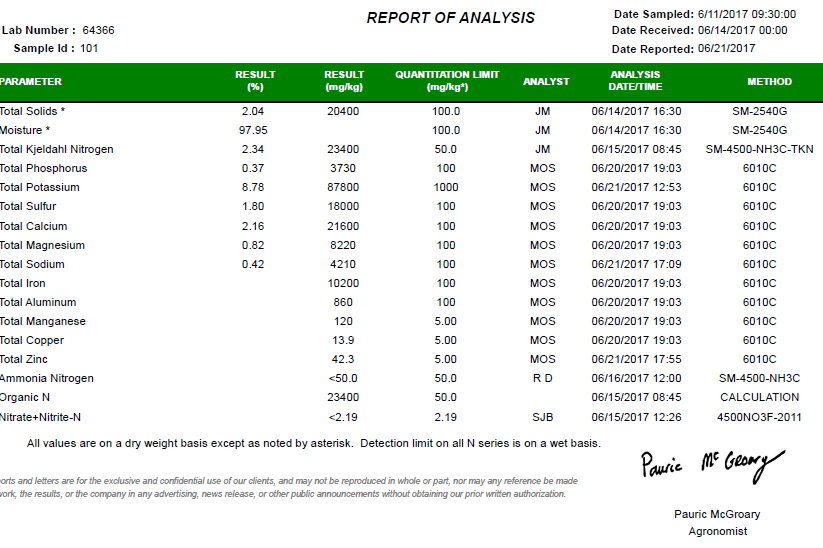 REPORT OF ANALYSIS
Lab Number : 64366
Sample Id : 101
Date Sampled: 6/11/2017 09:30:00
Date Received: 06/14/2017 00:00
Date Reported: 06/21/2017
PARAMETER RESULT (%) RESULT (mg/kg) QUANTITATION LIMIT (mg/kg*) ANALYST ANALYSIS DATE/TIME METHOD
Total Solids * 2.04 20400 100.0 JM 06/14/2017 16:30 SM-2540G
Moisture * 97.95 100.0 JM 06/14/2017 16:30 SM-2540G
Total Kjeldahl Nitrogen 2.34 23400 50.0 JM 06/15/2017 08:45 SM-4500-NH3C-TKN
Total Phosphorus 0.37 3730 100 MOS 06/20/2017 19:03 6010C
Total Potassium 8.78 87800 1000 MOS 06/21/2017 12:53 6010C
Total Sulfur 1.80 18000 100 MOS 06/20/2017 19:03 6010C
Total Calcium 2.16 21600 100 MOS 06/20/2017 19:03 6010C
Total Magnesium 0.82 8220 100 MOS 06/20/2017 19:03 6010C
Total Sodium 0.42 4210 100 MOS 06/21/2017 17:09 6010C
Total Iron 10200 100 MOS 06/20/2017 19:03 6010C
Total Aluminum 860 100 MOS 06/20/2017 19:03 6010C
Total Manganese 120 5.00 MOS 06/20/2017 19:03 6010C
Total Copper 13.9 5.00 MOS 06/20/2017 19:03 6010C
Total Zinc 42.3 5.00 MOS 06/21/2017 17:55 6010C
Ammonia Nitrogen <50.0 50.0 R D 06/16/2017 12:00 SM-4500-NH3C
Organic N 23400 50.0 06/15/2017 08:45 CALCULATION
Nitrate+Nitrite-N <2.19 2.19 SJB 06/15/2017 12:26 4500NO3F-2011
All values are on a dry weight basis except as noted by asterisk. Detection limit on all N series is on a wet basis.
Pauric McGroary
orts and letters are for the exclusive and confidential use of our clients, and may not be reproduced in whole or part, nor may any reference be made
work, the results, or the company in any advertising, news release, or other public announcements without obtaining our prior written authorization.
Pauric McGroary
Agronomist